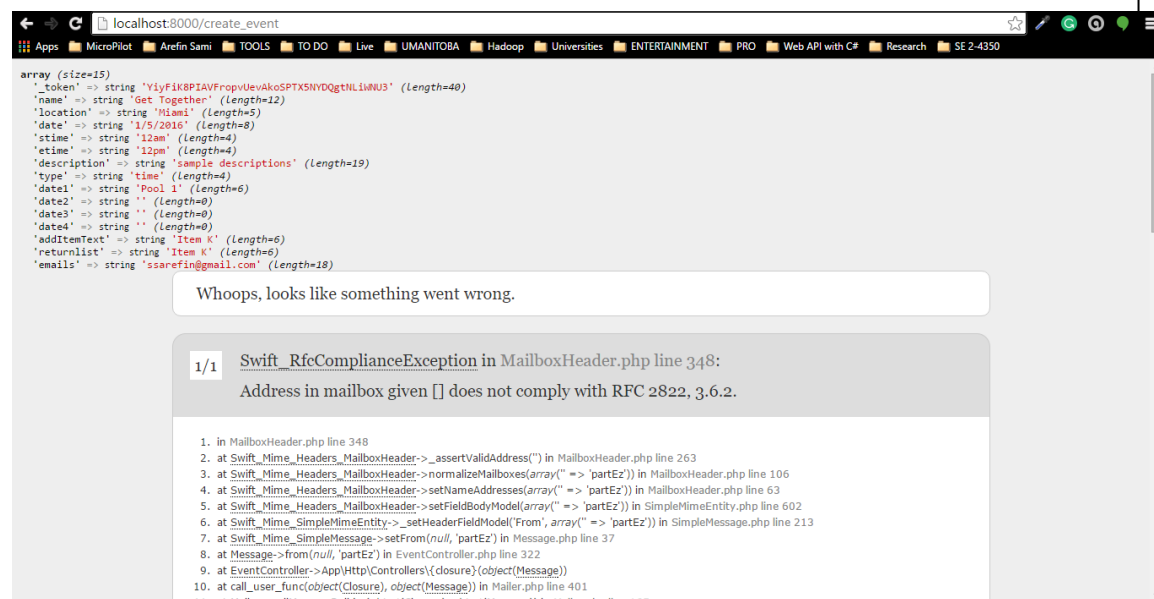 localhost:8000/create_event
Apps MicroPilot Arefin Sami TOOLS TO DO Live UMANITOBA Hadoop Universities ENTERTAINMENT PRO Web API with C# Research SE 2-4350
array (size=15)
'_token' => string 'YiyFiK8PIAVFropvUevAkoSPTX5NYDQgtNLiWNU3' (length=40)
'name' => string 'Get Together' (length=12)
'location' => string 'Miami' (length=5)
'date' => string '1/5/2016' (length=8)
'stime' => string '12am' (length=4)
'etime' => string '12pm' (length=4)
'description' => string 'sample descriptions' (length=19)
'type' => string 'time' (length=4)
'date1' => string 'Pool 1' (length=6)
'date2' => string '' (length=0)
'date3' => string '' (length=0)
'date4' => string '' (length=0)
'addItemText' => string 'Item K' (length=6)
'returnlist' => string 'Item K' (length=6)
'emails' => string 'ssarefin@gmail.com' (length=18)
Whoops, looks like something went wrong.
1/1 Swift_RfcComplianceException in MailboxHeader.php line 348:
Address in mailbox given [] does not comply with RFC 2822, 3.6.2.
1. in MailboxHeader.php line 348
2. at Swift_Mime_Headers_MailboxHeader->_assertValidAddress('') in MailboxHeader.php line 263
3. at Swift_Mime_Headers_MailboxHeader->normalizeMailboxes(array('' => 'partEz')) in MailboxHeader.php line 106
4. at Swift_Mime_Headers_MailboxHeader->setNameAddresses(array('' => 'partEz')) in MailboxHeader.php line 63
5. at Swift_Mime_Headers_MailboxHeader->setFieldBodyModel(array('' => 'partEz')) in SimpleMimeEntity.php line 602
6. at Swift_Mime_SimpleMimeEntity->_setHeaderFieldModel('From', array('' => 'partEz')) in SimpleMessage.php line 213
7. at Swift_Mime_SimpleMessage->setFrom(null, 'partEz') in Message.php line 37
8. at Message->from(null, 'partEz') in EventController.php line 322
9. at EventController->App\Http\Controllers\{closure}(object(Message))
10. at call_user_func(object(Closure), object(Message)) in Mailer.php line 401